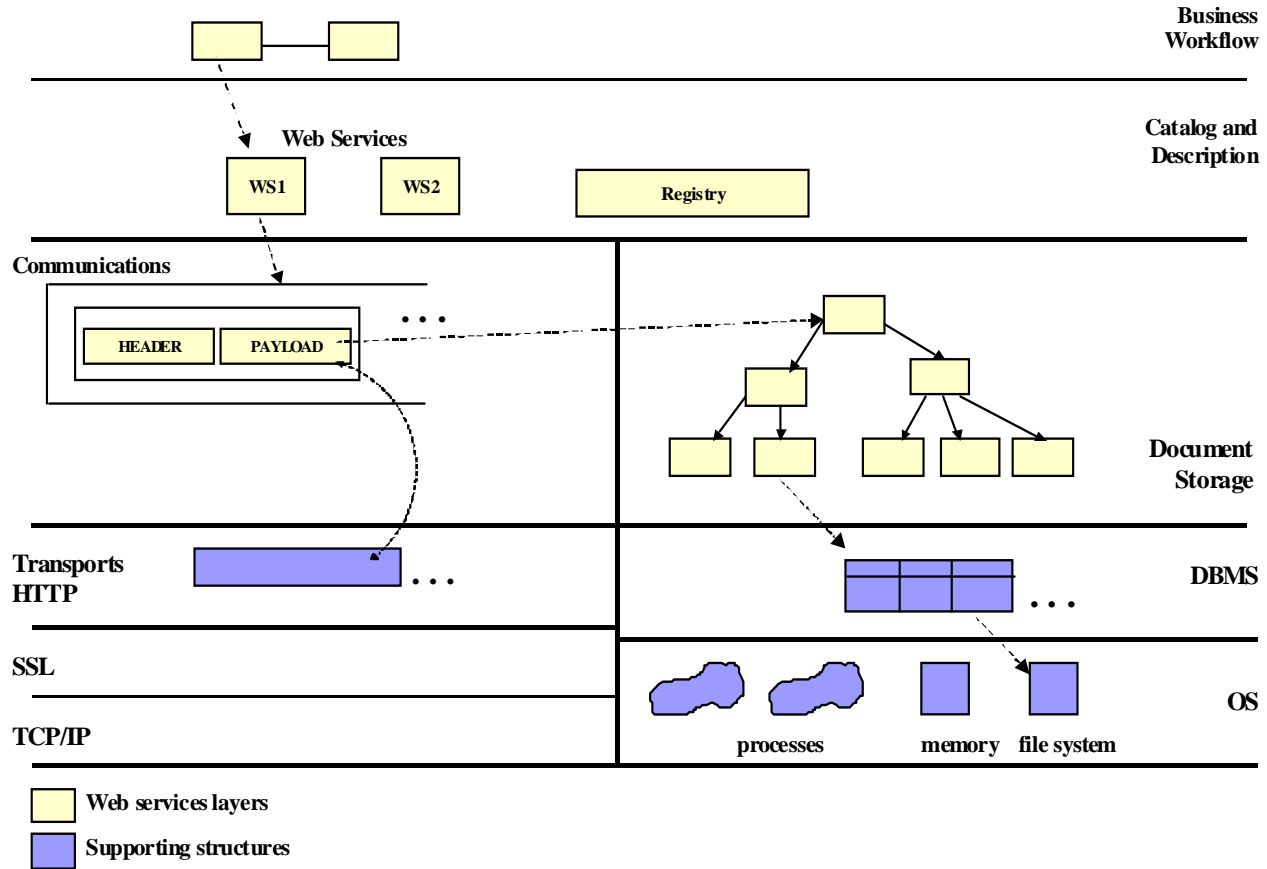 Business
Workflow
Web Services
Catalog and
Description
WS1
WS2
Registry
Communications
• • •
HEADER
PAYLOAD
Document
Storage
Transports
HTTP
• • •
DBMS
• • •
SSL
OS
TCP/IP
processes
memory
file system
Web services layers
Supporting structures